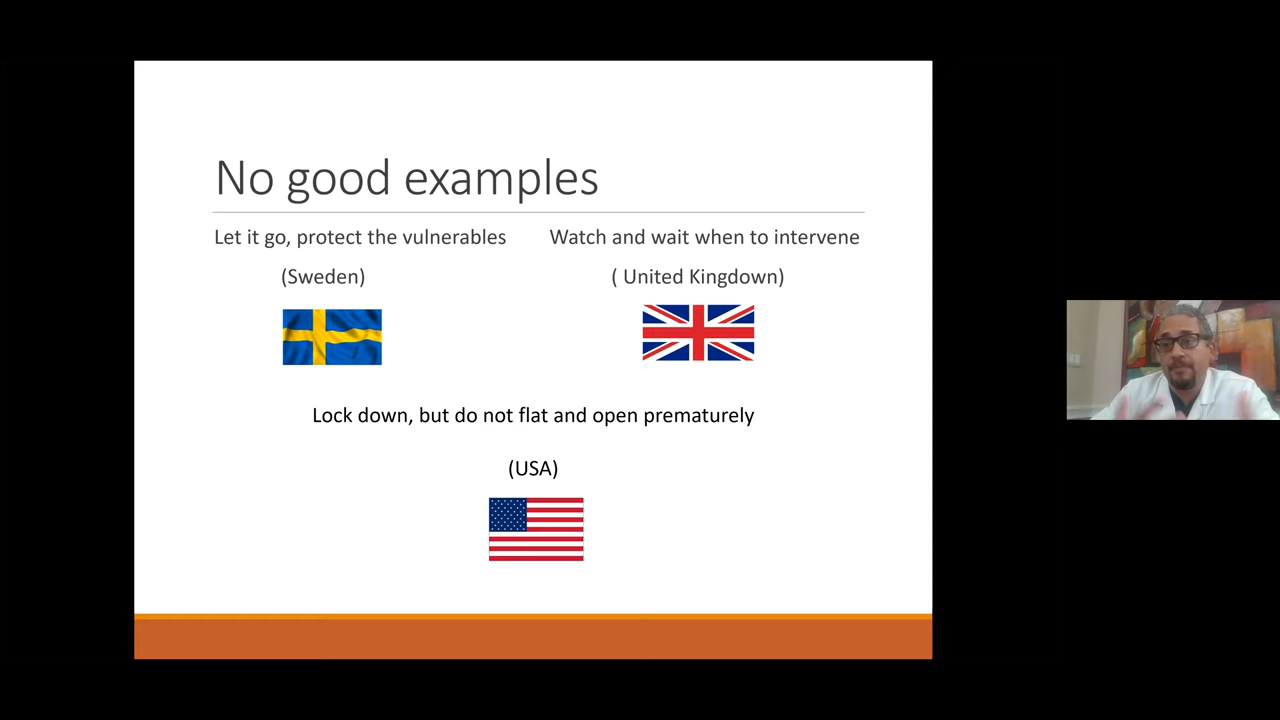 No good examples
Let it go, protect the vulnerables
(Sweden)
Watch and wait when to intervene
( United Kingdown)
Lock down, but do not flat and open prematurely
(USA)